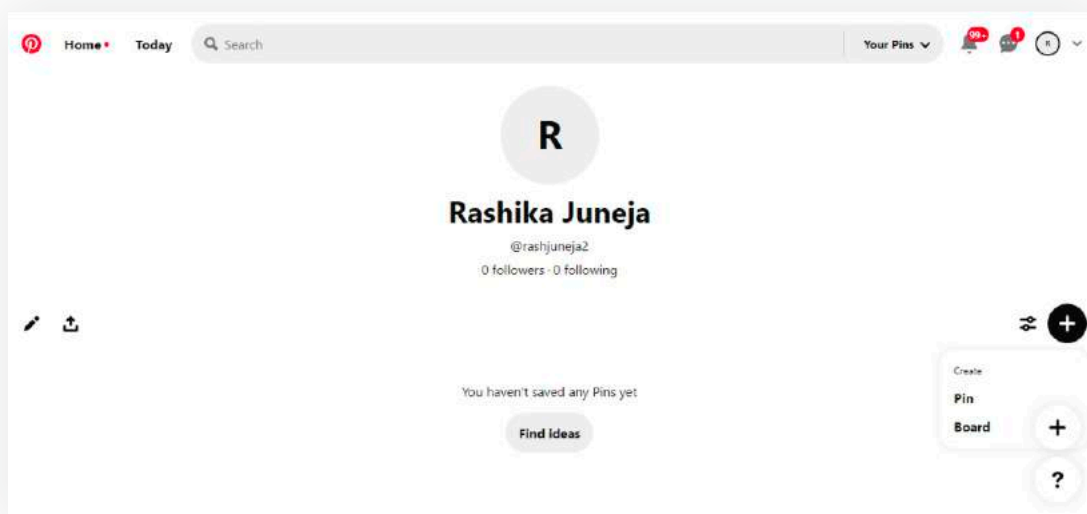 Home Today Search Your Pins 99+ 1 R
R
Rashika Juneja
@rashjuneja2
0 followers · 0 following
You haven't saved any Pins yet
Find ideas
Create
Pin
Board
+
?